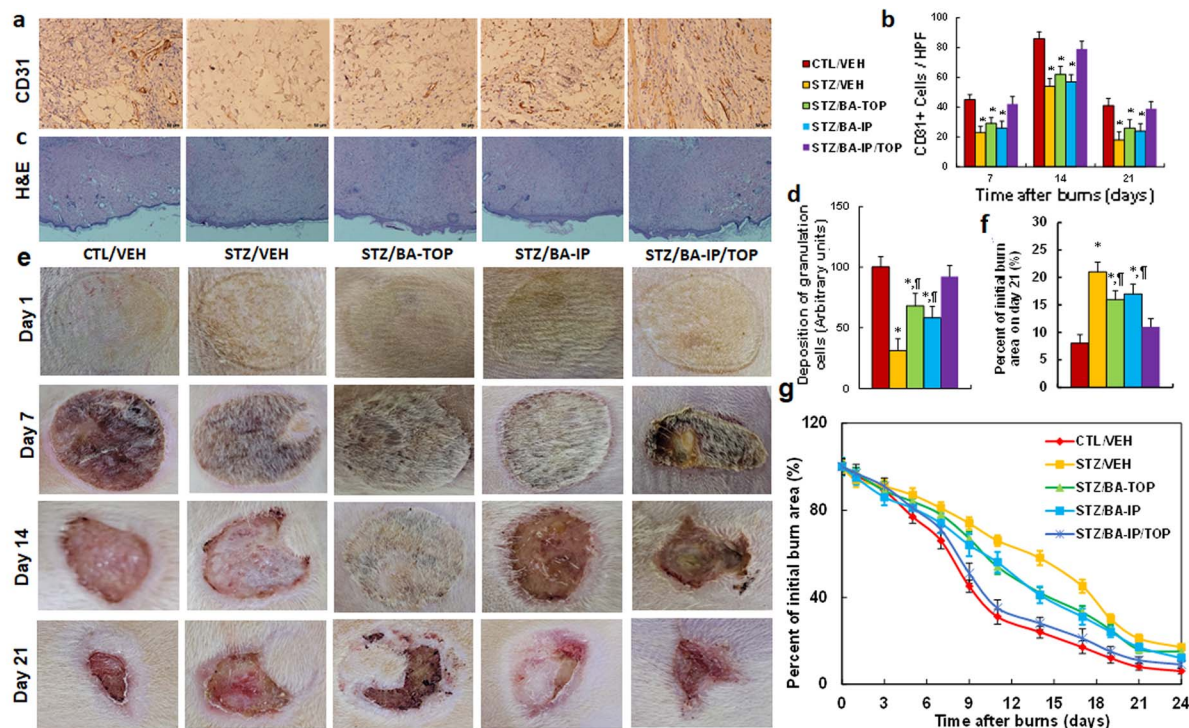 a
CD31
c
H&E
CTL/VEH
STZ/VEH
STZ/BA-TOP
STZ/BA-IP
STZ/BA-IP/TOP
e
Day 1
Day 7
Day 14
Day 21
b
CD31+ Cells / HPF
100
80
60
40
20
0
* * *
* * *
* * *
7
14
21
Time after burns (days)
CTL/VEH
STZ/VEH
STZ/BA-TOP
STZ/BA-IP
STZ/BA-IP/TOP
d
Deposition of granulation
cells (Arbitrary units)
150
100
50
0
*
*,¶
*,¶
f
Percent of initial burn
area on day 21 (%)
30
25
20
15
10
5
0
*
*,¶
*,¶
g
Percent of initial burn area (%)
120
80
40
0
0
3
6
9
12
15
18
21
24
Time after burns (days)
CTL/VEH
STZ/VEH
STZ/BA-TOP
STZ/BA-IP
STZ/BA-IP/TOP